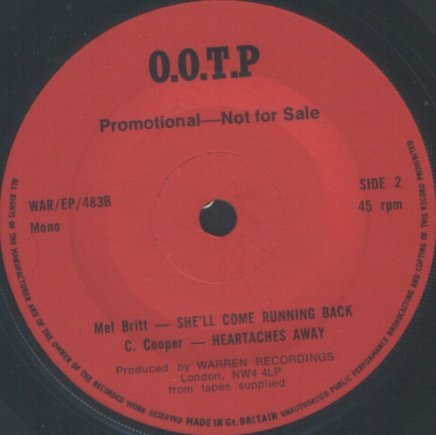 O.O.T.P
Promotional—Not for Sale
WAR/EP/483B
Mono
SIDE 2
45 rpm
Mel Britt — SHE'LL COME RUNNING BACK
C. Cooper — HEARTACHES AWAY
Produced by WARREN RECORDINGS
London, NW4 4LP
from tapes supplied
ALL RIGHTS OF THE MANUFACTURER AND OF THE OWNER OF THE RECORDED WORK RESERVED MADE IN Gt. BRITAIN UNAUTHORISED PUBLIC PERFORMANCE BROADCASTING AND COPYING OF THIS RECORD PROHIBITED